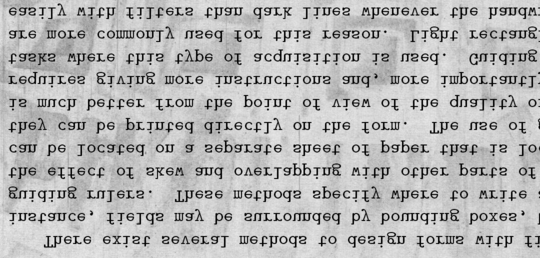 There exist several methods to design forms with fi
instance, fields may be surrounded by bounding boxes,
guiding rulers. These methods specify where to write
the effect of skew and overlapping with other parts of
can be located on a separate sheet of paper that is loc
they can be printed directly on the form. The use of g
is much better from the point of view of the quality o
requires giving more instructions and, more importantly
tasks where this type of acquisition is used. Guiding
are more commonly used for this reason. Light rectang
easily with filters than dark lines whenever the handw